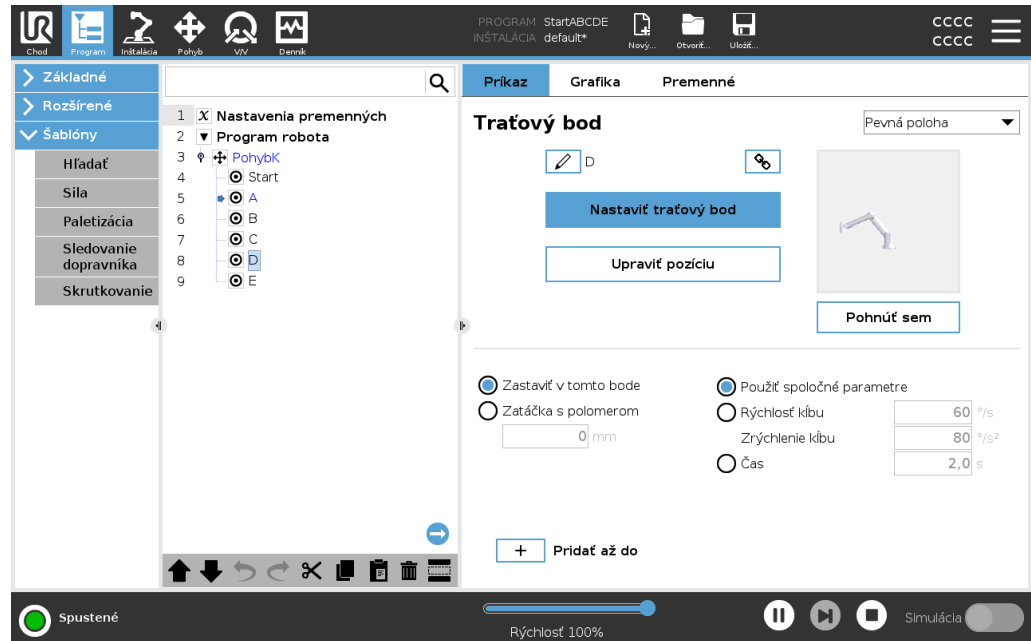 UR
PROGRAM StartABCDE
INŠTALÁCIA default*
cccc
cccc
Chod
Program
Inštalácia
Pohyb
V/V
Denník
Nový...
Otvoriť...
Uložiť...
Základné
Rozšírené
Šablóny
Hľadať
Sila
Paletizácia
Sledovanie
dopravníka
Skrutkovanie
1 X Nastavenia premenných
2 Program robota
3 PohybK
4 Start
5 A
6 B
7 C
8 D
9 E
Príkaz Grafika Premenné
Traťový bod
Pevná poloha
D
Nastaviť traťový bod
Upraviť pozíciu
Pohnúť sem
Zastaviť v tomto bode
Zatáčka s polomerom
0 mm
Použiť spoločné parametre
Rýchlosť kĺbu 60 °/s
Zrýchlenie kĺbu 80 °/s²
Čas 2,0 s
+ Pridať až do
Spustené
Rýchlosť 100%
Simulácia